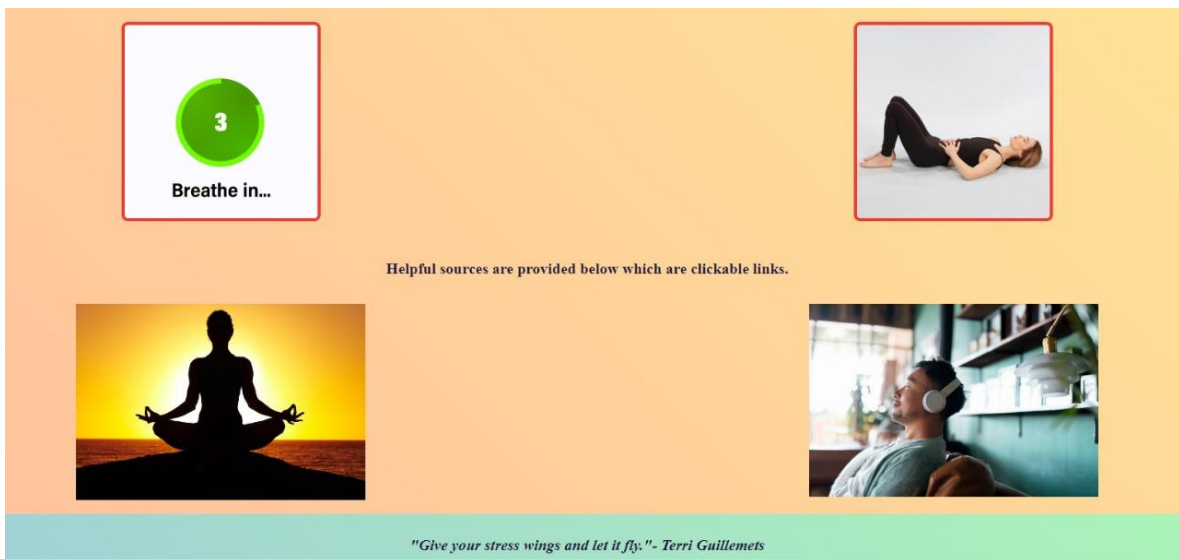 3
Breathe in...
Helpful sources are provided below which are clickable links.
"Give your stress wings and let it fly."- Terri Guillemets